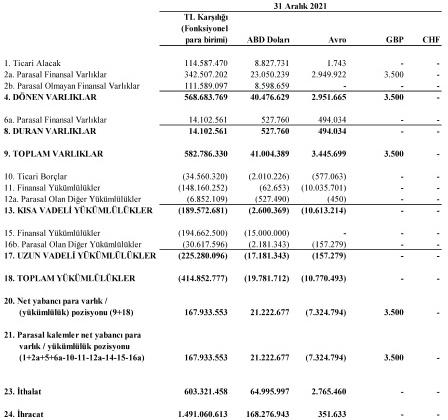 31 Aralık 2021
TL Karşılığı
(Fonksiyonel
para birimi) ABD Doları Avro GBP CHF
1. Ticari Alacak 114.587.470 8.827.731 1.743 - -
2a. Parasal Finansal Varlıklar 342.507.202 23.050.239 2.949.922 3.500 -
2b. Parasal Olmayan Finansal Varlıklar 111.589.097 8.598.659 - - -
4. DÖNEN VARLIKLAR 568.683.769 40.476.629 2.951.665 3.500 -
6a. Parasal Finansal Varlıklar 14.102.561 527.760 494.034 - -
8. DURAN VARLIKLAR 14.102.561 527.760 494.034 - -
9. TOPLAM VARLIKLAR 582.786.330 41.004.389 3.445.699 3.500 -
10. Ticari Borçlar (34.560.320) (2.010.226) (577.063) - -
11. Finansal Yükümlülükler (148.160.252) (62.653) (10.035.701) - -
12a. Parasal Olan Diğer Yükümlülükler (6.852.109) (527.490) (450) - -
13. KISA VADELİ YÜKÜMLÜLÜKLER (189.572.681) (2.600.369) (10.613.214) - -
15. Finansal Yükümlülükler (194.662.500) (15.000.000) - - -
16b. Parasal Olan Diğer Yükümlülükler (30.617.596) (2.181.343) (157.279) - -
17. UZUN VADELİ YÜKÜMLÜLÜKLER (225.280.096) (17.181.343) (157.279) - -
18. TOPLAM YÜKÜMLÜLÜKLER (414.852.777) (19.781.712) (10.770.493) - -
20. Net yabancı para varlık /
(yükümlülük) pozisyonu (9+18) 167.933.553 21.222.677 (7.324.794) 3.500 -
21. Parasal kalemler net yabancı para
varlık / yükümlülük pozisyonu
(1+2a+5+6a-10-11-12a-14-15-16a) 167.933.553 21.222.677 (7.324.794) 3.500 -
23. İthalat 603.321.458 64.995.997 2.765.460 - -
24. İhracat 1.491.060.613 168.276.943 351.633 - -